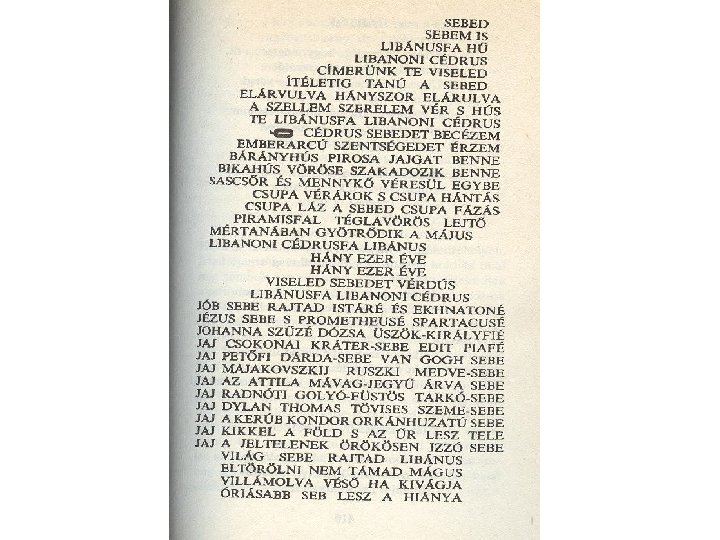 SEBED
SEBEM IS
LIBÁNUSFA HŰ
LIBANONI CÉDRUS
CÍMERÜNK TE VISELED
ÍTÉLETIG TANÚ A SEBED
ELÁRVULVA HÁNYSZOR ELÁRULVA
A SZELLEM SZERELEM VÉR S HÚS
TE LIBÁNUSFA LIBANONI CÉDRUS
CÉDRUS SEBEDET BECÉZEM
EMBERARCÚ SZENTSÉGEDET ÉRZEM
BÁRÁNYHÚS PIROSA JAJGAT BENNE
BIKAHÚS VÖRÖSE SZAKADOZIK BENNE
SASCSŐR ÉS MENNYKŐ VÉRESÜL EGYBE
CSUPA VÉRÁROK S CSUPA HÁNTÁS
CSUPA LÁZ A SEBED CSUPA FÁZÁS
PIRAMISFAL TÉGLAVÖRÖS LEJTŐ
MÉRTANÁBAN GYÖTRŐDIK A MÁJUS
LIBANONI CÉDRUSFA LIBÁNUS
HÁNY EZER ÉVE
HÁNY EZER ÉVE
VISELED SEBEDET VÉRDÚS
LIBÁNUSFA LIBANONI CÉDRUS
JÓB SEBE RAJTAD ISTÁRÉ ÉS EKHNATONÉ
JÉZUS SEBE S PROMETHEUSÉ SPARTACUSÉ
JOHANNA SZŰZÉ DÓZSA ÜSZÖK-KIRÁLYFIÉ
JAJ CSOKONAI KRÁTER-SEBE EDIT PIAFÉ
JAJ PETŐFI DÁRDA-SEBE VAN GOGH SEBE
JAJ MAJAKOVSZKIJ RUSZKI MEDVE-SEBE
JAJ AZ ATTILA MÁVAG-JEGYŰ ÁRVA SEBE
JAJ RADNÓTI GOLYÓ-FÜSTÖS TARKÓ-SEBE
JAJ DYLAN THOMAS TÖVISES SZEME-SEBE
JAJ A KERÚB KONDOR ORKÁNHUZATÚ SEBE
JAJ KIKKEL A FÖLD S AZ ŰR LESZ TELE
JAJ A JELTELENEK ÖRÖKÖSEN IZZÓ SEBE
VILÁG SEBE RAJTAD LIBÁNUS
ELTÖRÖLNI NEM TÁMAD MÁGUS
VILLÁMOLVA VÉSŐ HA KIVÁGJA
ÓRIÁSABB SEB LESZ A HIÁNYA